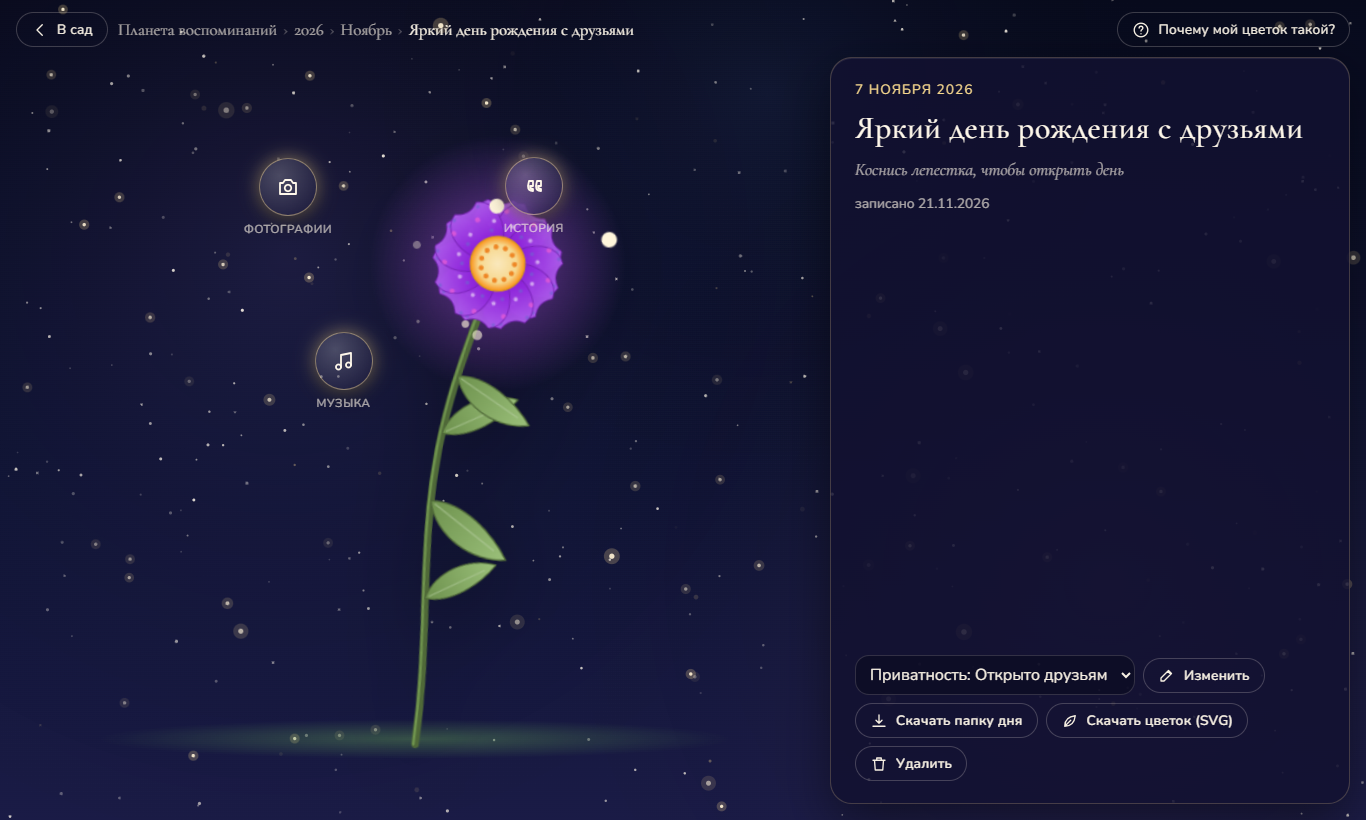 В сад
Планета воспоминаний › 2026 › Ноябрь › Яркий день рождения с друзьями
Почему мой цветок такой?
7 НОЯБРЯ 2026
Яркий день рождения с друзьями
Коснись лепестка, чтобы открыть день
записано 21.11.2026
ФОТОГРАФИИ
ИСТОРИЯ
МУЗЫКА
Приватность: Открыто друзьям
Изменить
Скачать папку дня
Скачать цветок (SVG)
Удалить